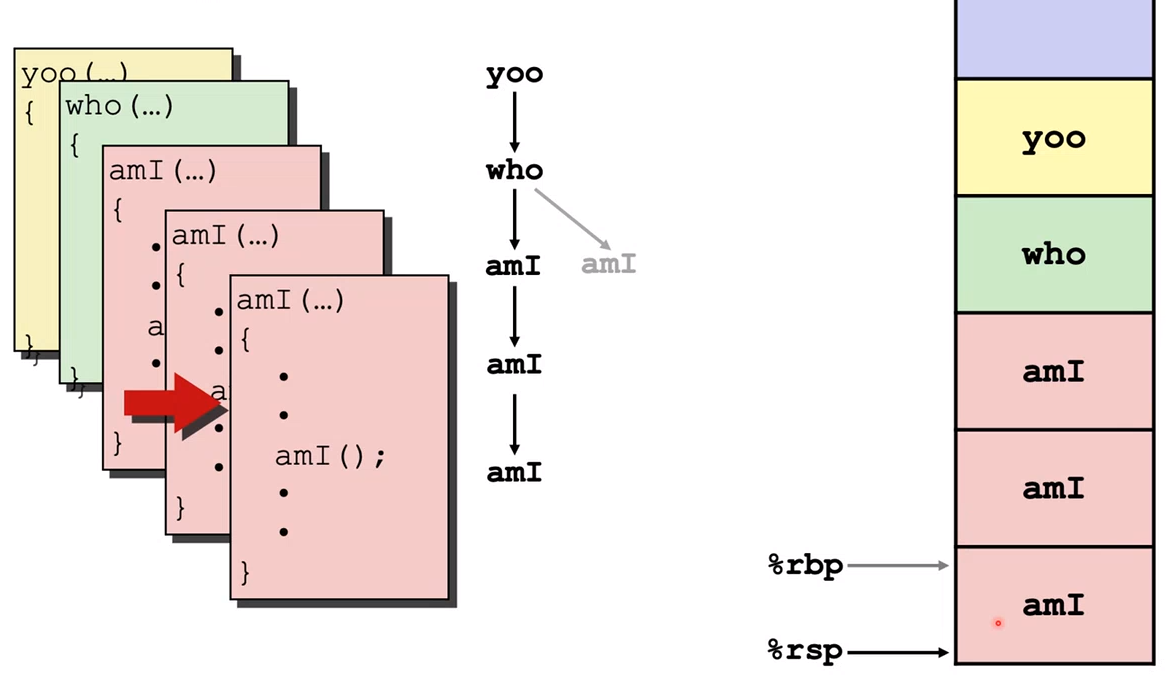 yoo(…)
{
}
who(…)
{
}
amI(…)
{
•
•
a
•
}
amI(…)
{
•
•
a
•
•
}
amI(…)
{
•
•
amI();
•
•
}
yoo
who
amI
amI
amI
amI
yoo
who
amI
amI
amI
%rbp
%rsp